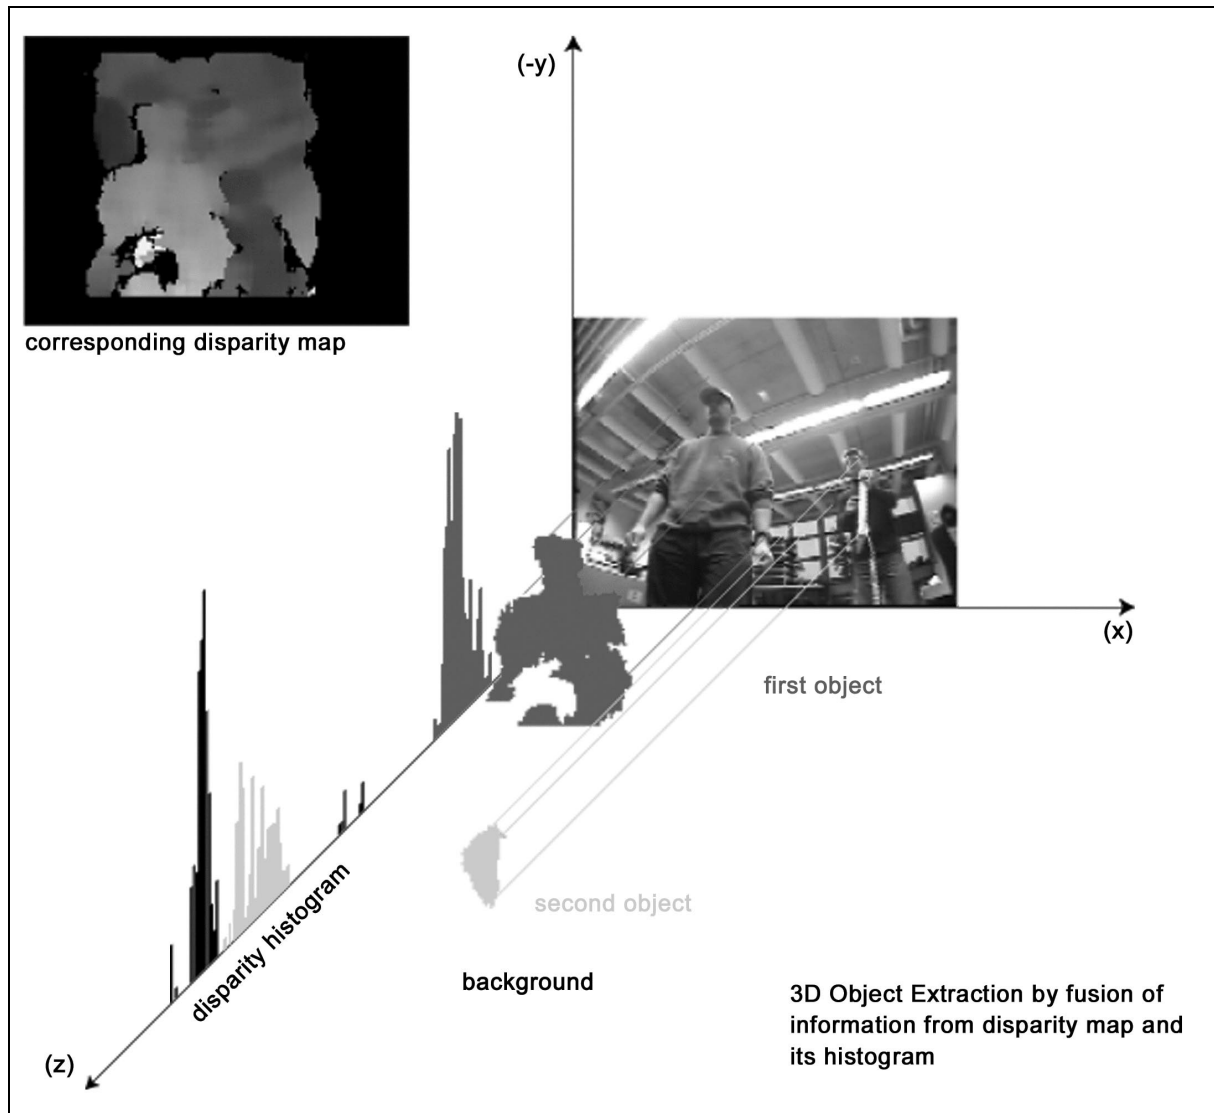 (-y)
corresponding disparity map
(x)
first object
second object
disparity histogram
background
3D Object Extraction by fusion of
information from disparity map and
its histogram
(z)